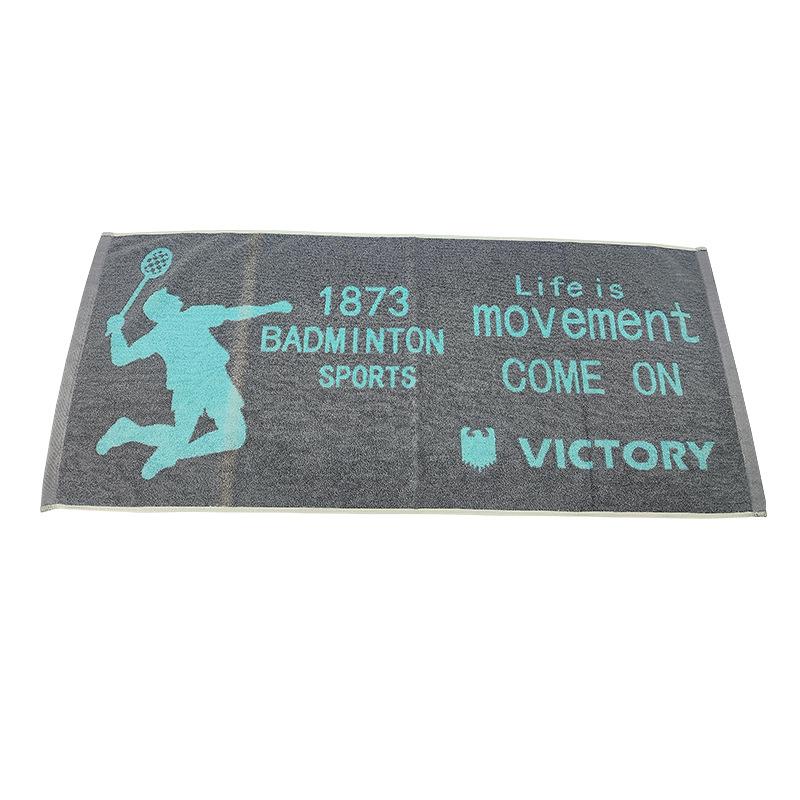 1873
BADMINTON
SPORTS
Life is
movement
COME ON
VICTORY